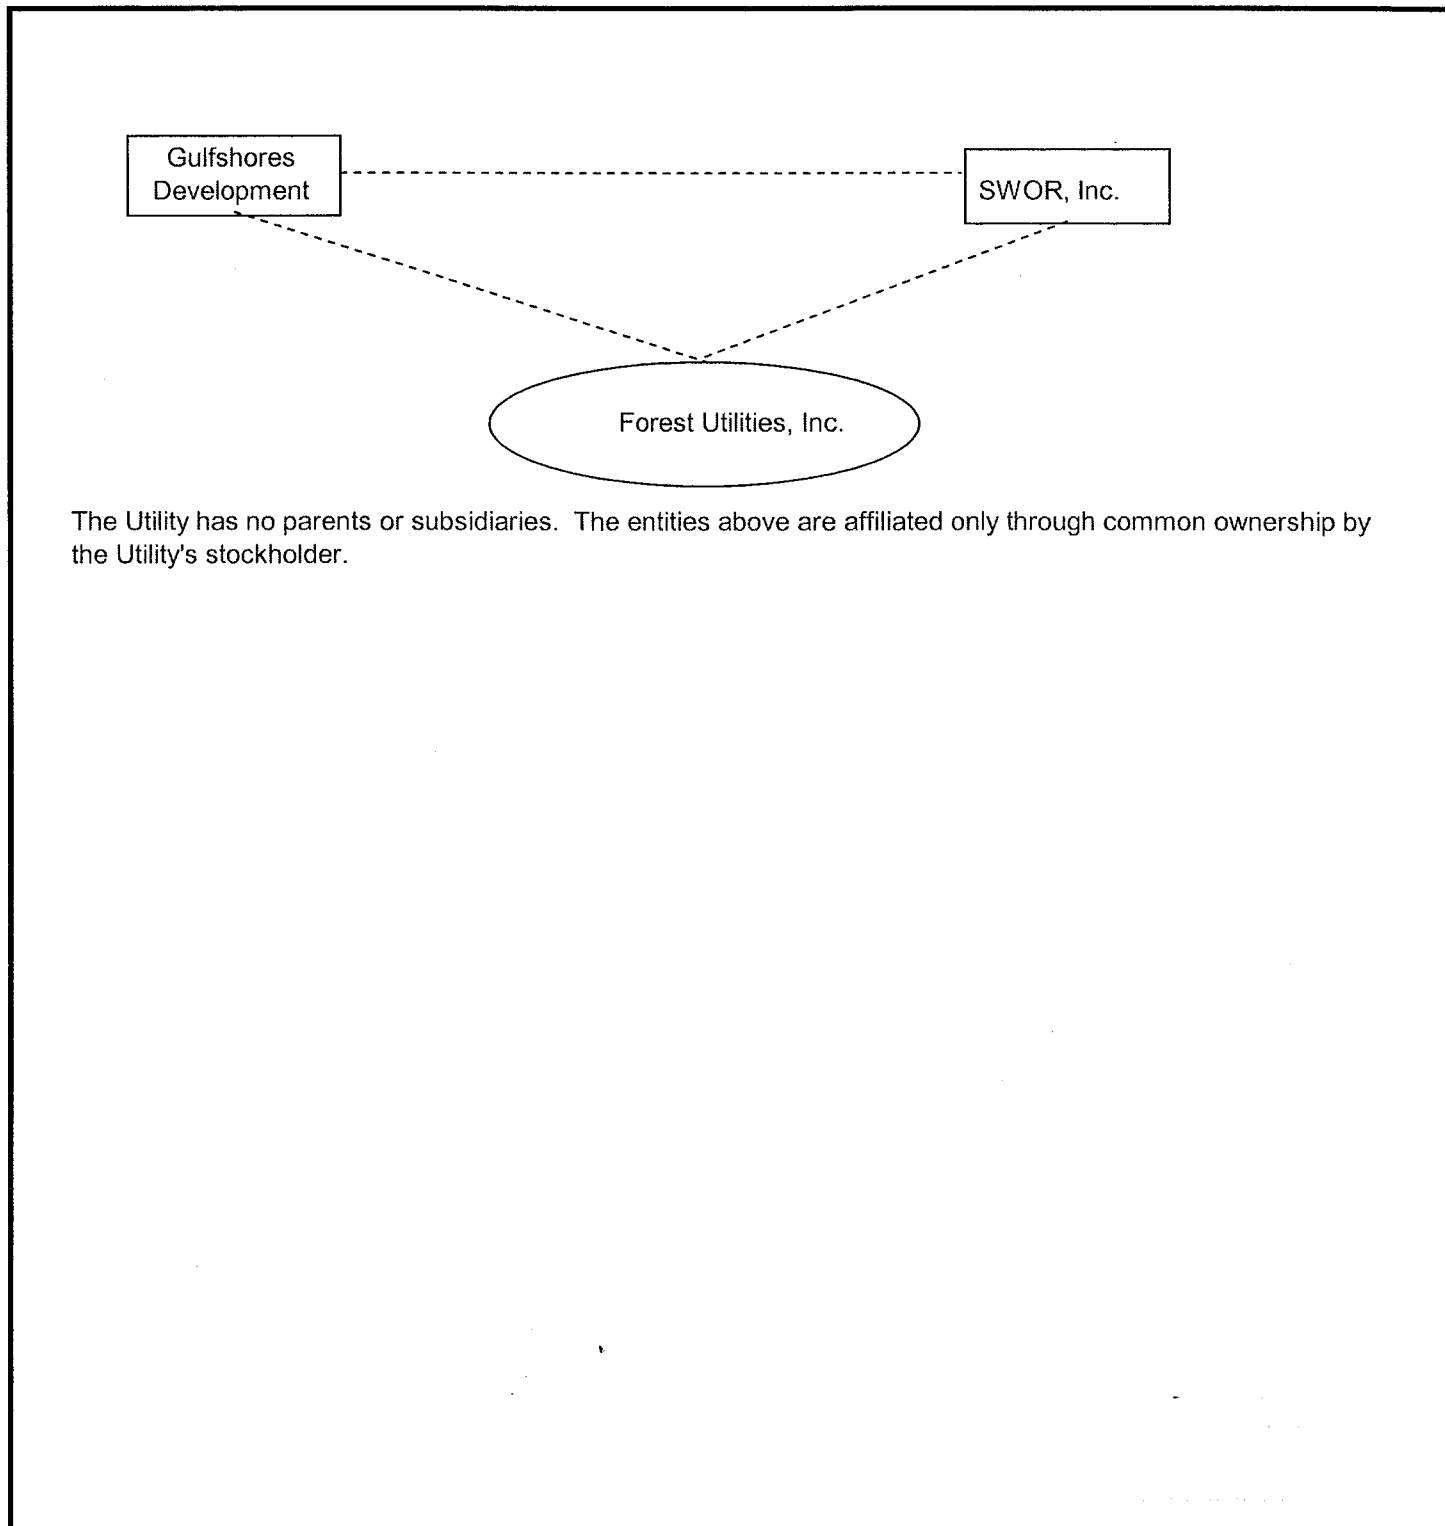 Gulfshores
Development
SWOR, Inc.
Forest Utilities, Inc.
The Utility has no parents or subsidiaries.  The entities above are affiliated only through common ownership by
the Utility's stockholder.